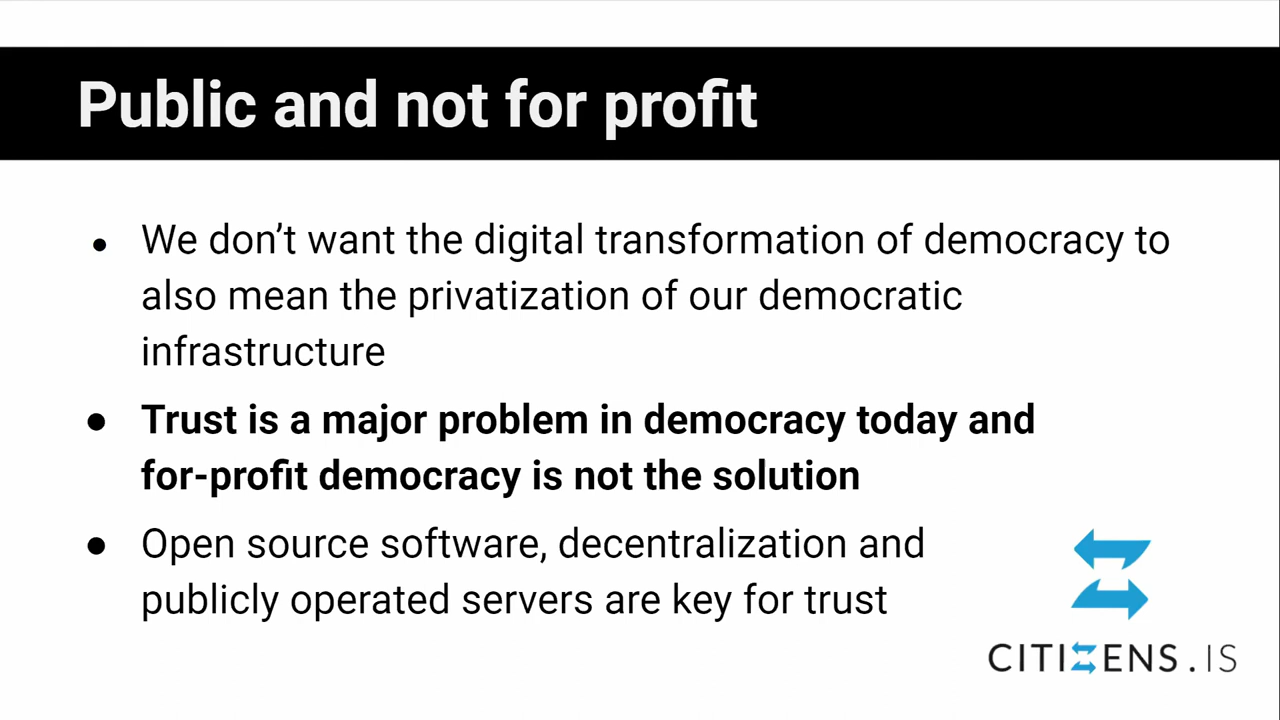 Public and not for profit
● We don’t want the digital transformation of democracy to
also mean the privatization of our democratic
infrastructure
● Trust is a major problem in democracy today and
for-profit democracy is not the solution
● Open source software, decentralization and
publicly operated servers are key for trust
CITIZENS.IS